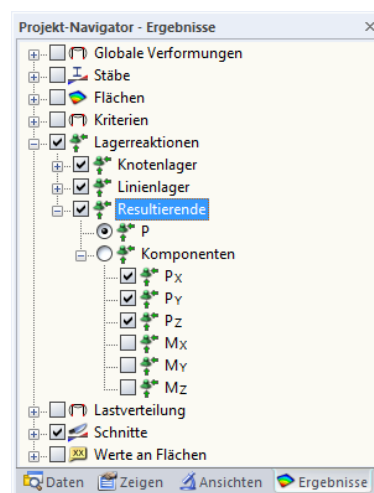 Projekt-Navigator - Ergebnisse
Globale Verformungen
Stäbe
Flächen
Kriterien
Lagerreaktionen
Knotenlager
Linienlager
Resultierende
P
Komponenten
PX
PY
PZ
MX
MY
MZ
Lastverteilung
Schnitte
xx Werte an Flächen
Daten Zeigen Ansichten Ergebnisse